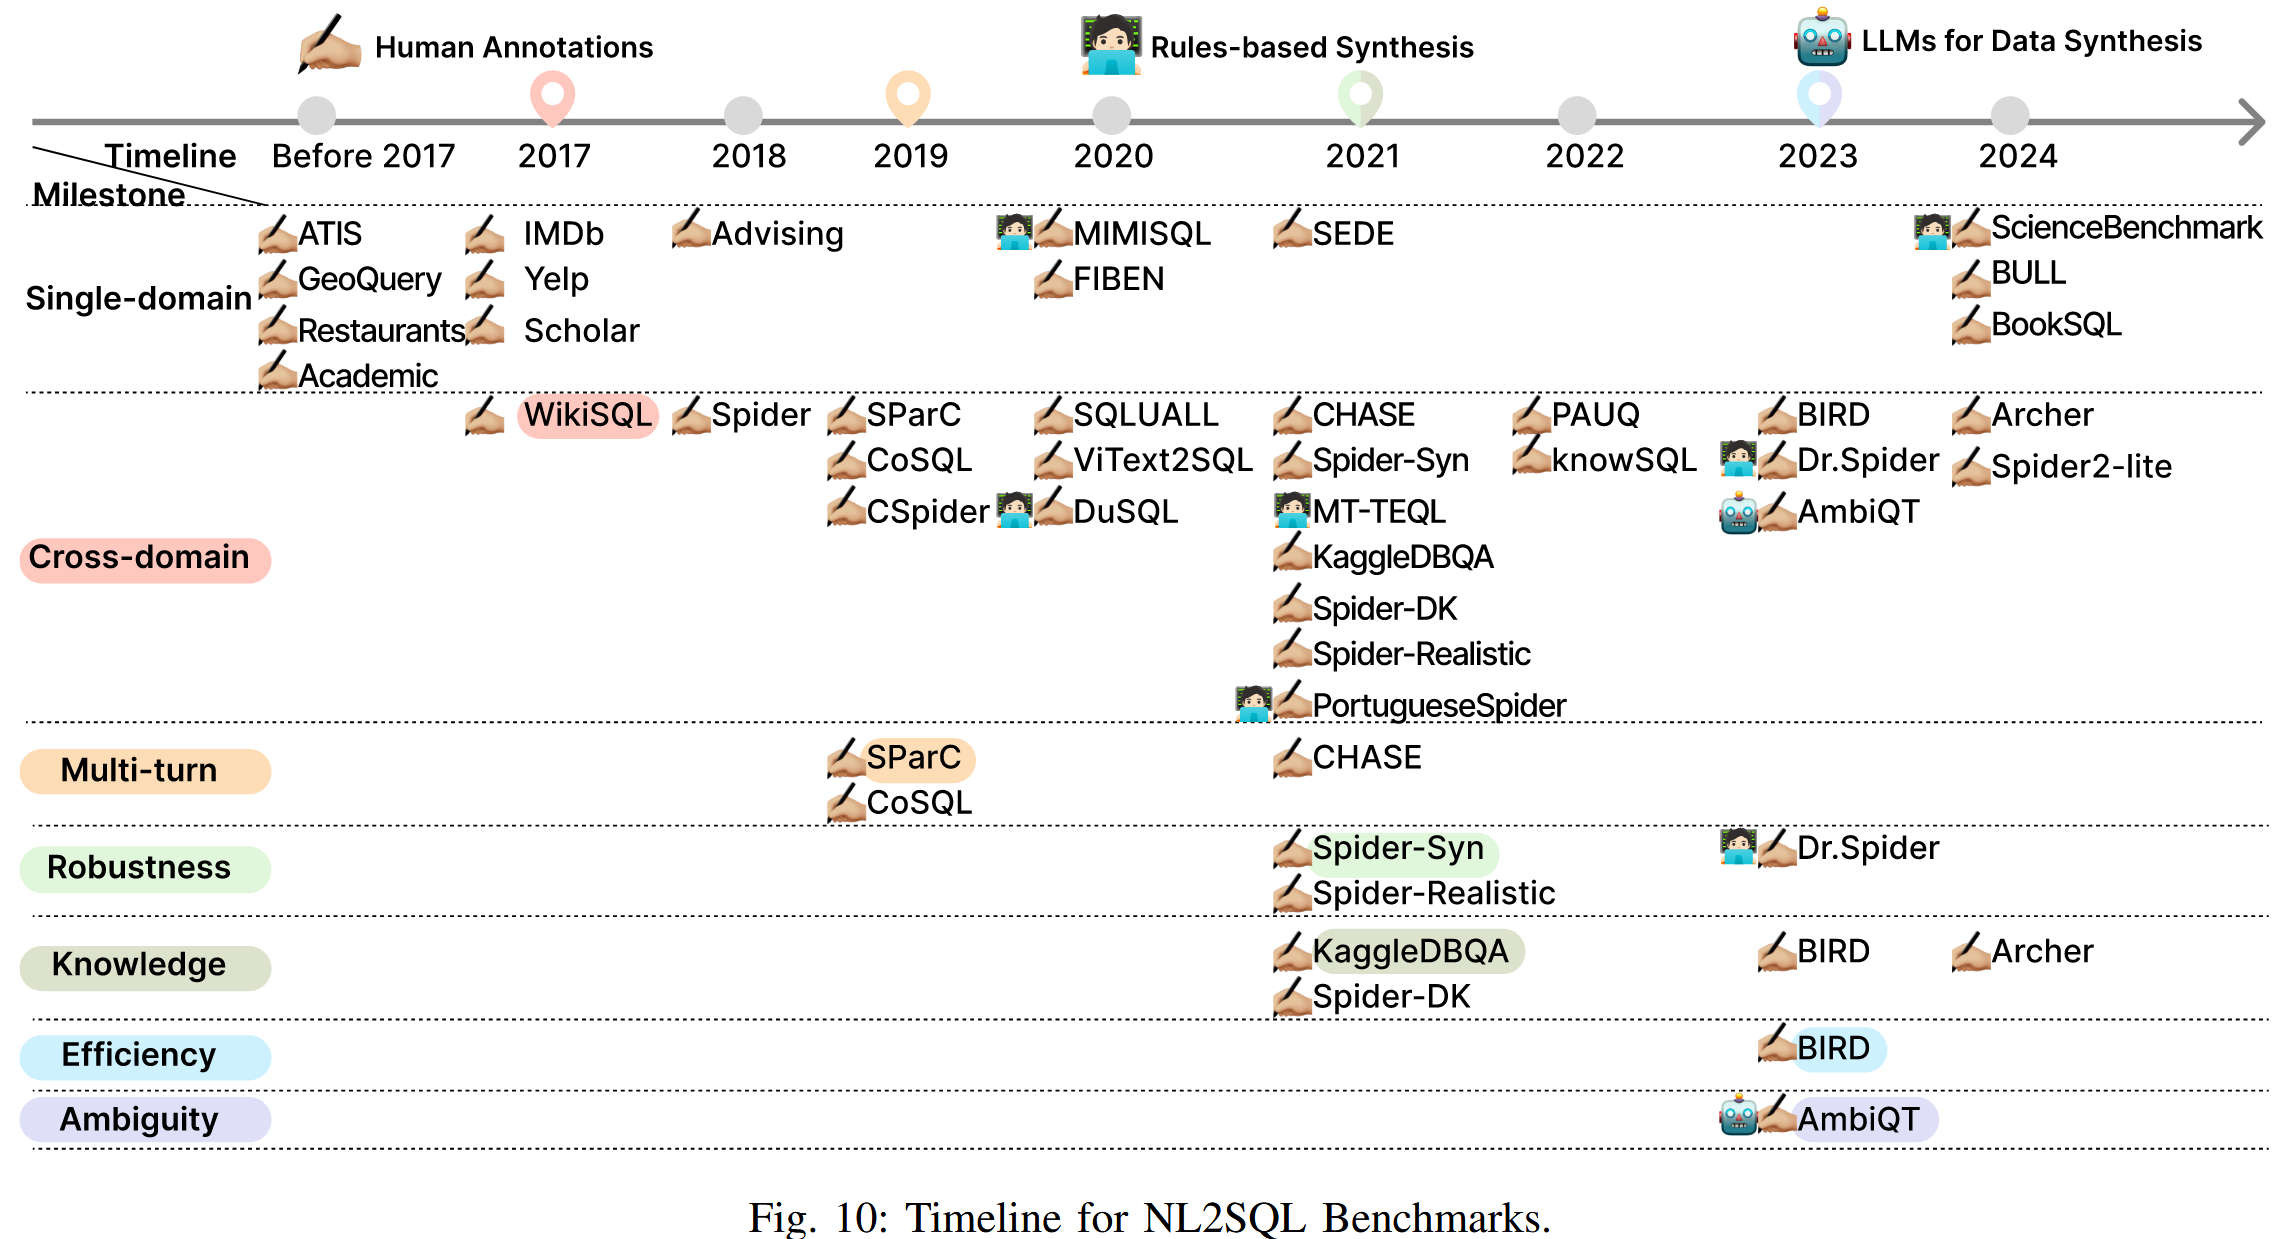 Human Annotations
Rules-based Synthesis
LLMs for Data Synthesis
Timeline
Before 2017
2017
2018
2019
2020
2021
2022
2023
2024
Milestone
Single-domain
ATIS
GeoQuery
Restaurants
Academic
IMDb
Yelp
Scholar
Advising
MIMISQL
FIBEN
SEDE
ScienceBenchmark
BULL
BookSQL
Cross-domain
WikiSQL
Spider
SParC
CoSQL
CSpider
SQLUALL
ViText2SQL
DuSQL
CHASE
Spider-Syn
MT-TEQL
KaggleDBQA
Spider-DK
Spider-Realistic
PortugueseSpider
PAUQ
knowSQL
BIRD
Dr.Spider
AmbiQT
Archer
Spider2-lite
Multi-turn
SParC
CoSQL
CHASE
Robustness
Spider-Syn
Spider-Realistic
Dr.Spider
Knowledge
KaggleDBQA
Spider-DK
BIRD
Archer
Efficiency
BIRD
Ambiguity
AmbiQT
Fig. 10: Timeline for NL2SQL Benchmarks.